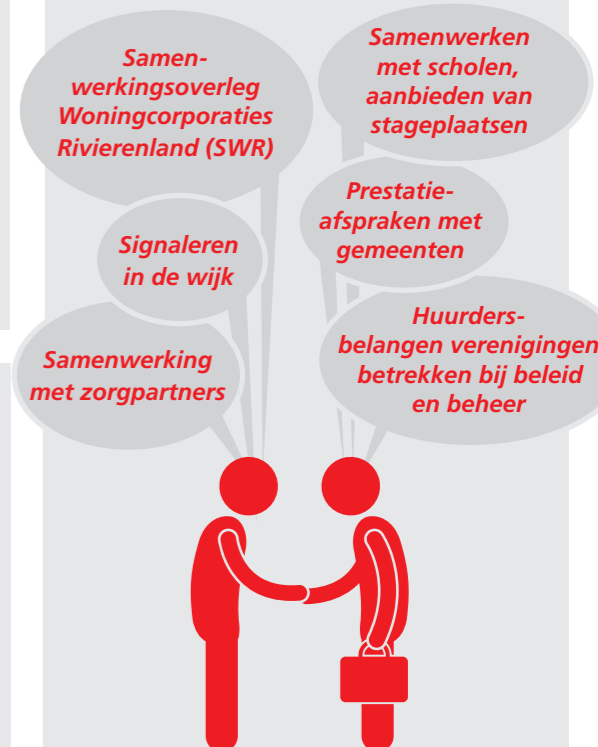 Samen-
werkingsoverleg
Woningcorporaties
Rivierenland (SWR)
Samenwerken
met scholen,
aanbieden van
stageplaatsen
Prestatie-
afspraken met
gemeenten
Signaleren
in de wijk
Huurders-
belangen verenigingen
betrekken bij beleid
en beheer
Samenwerking
met zorgpartners